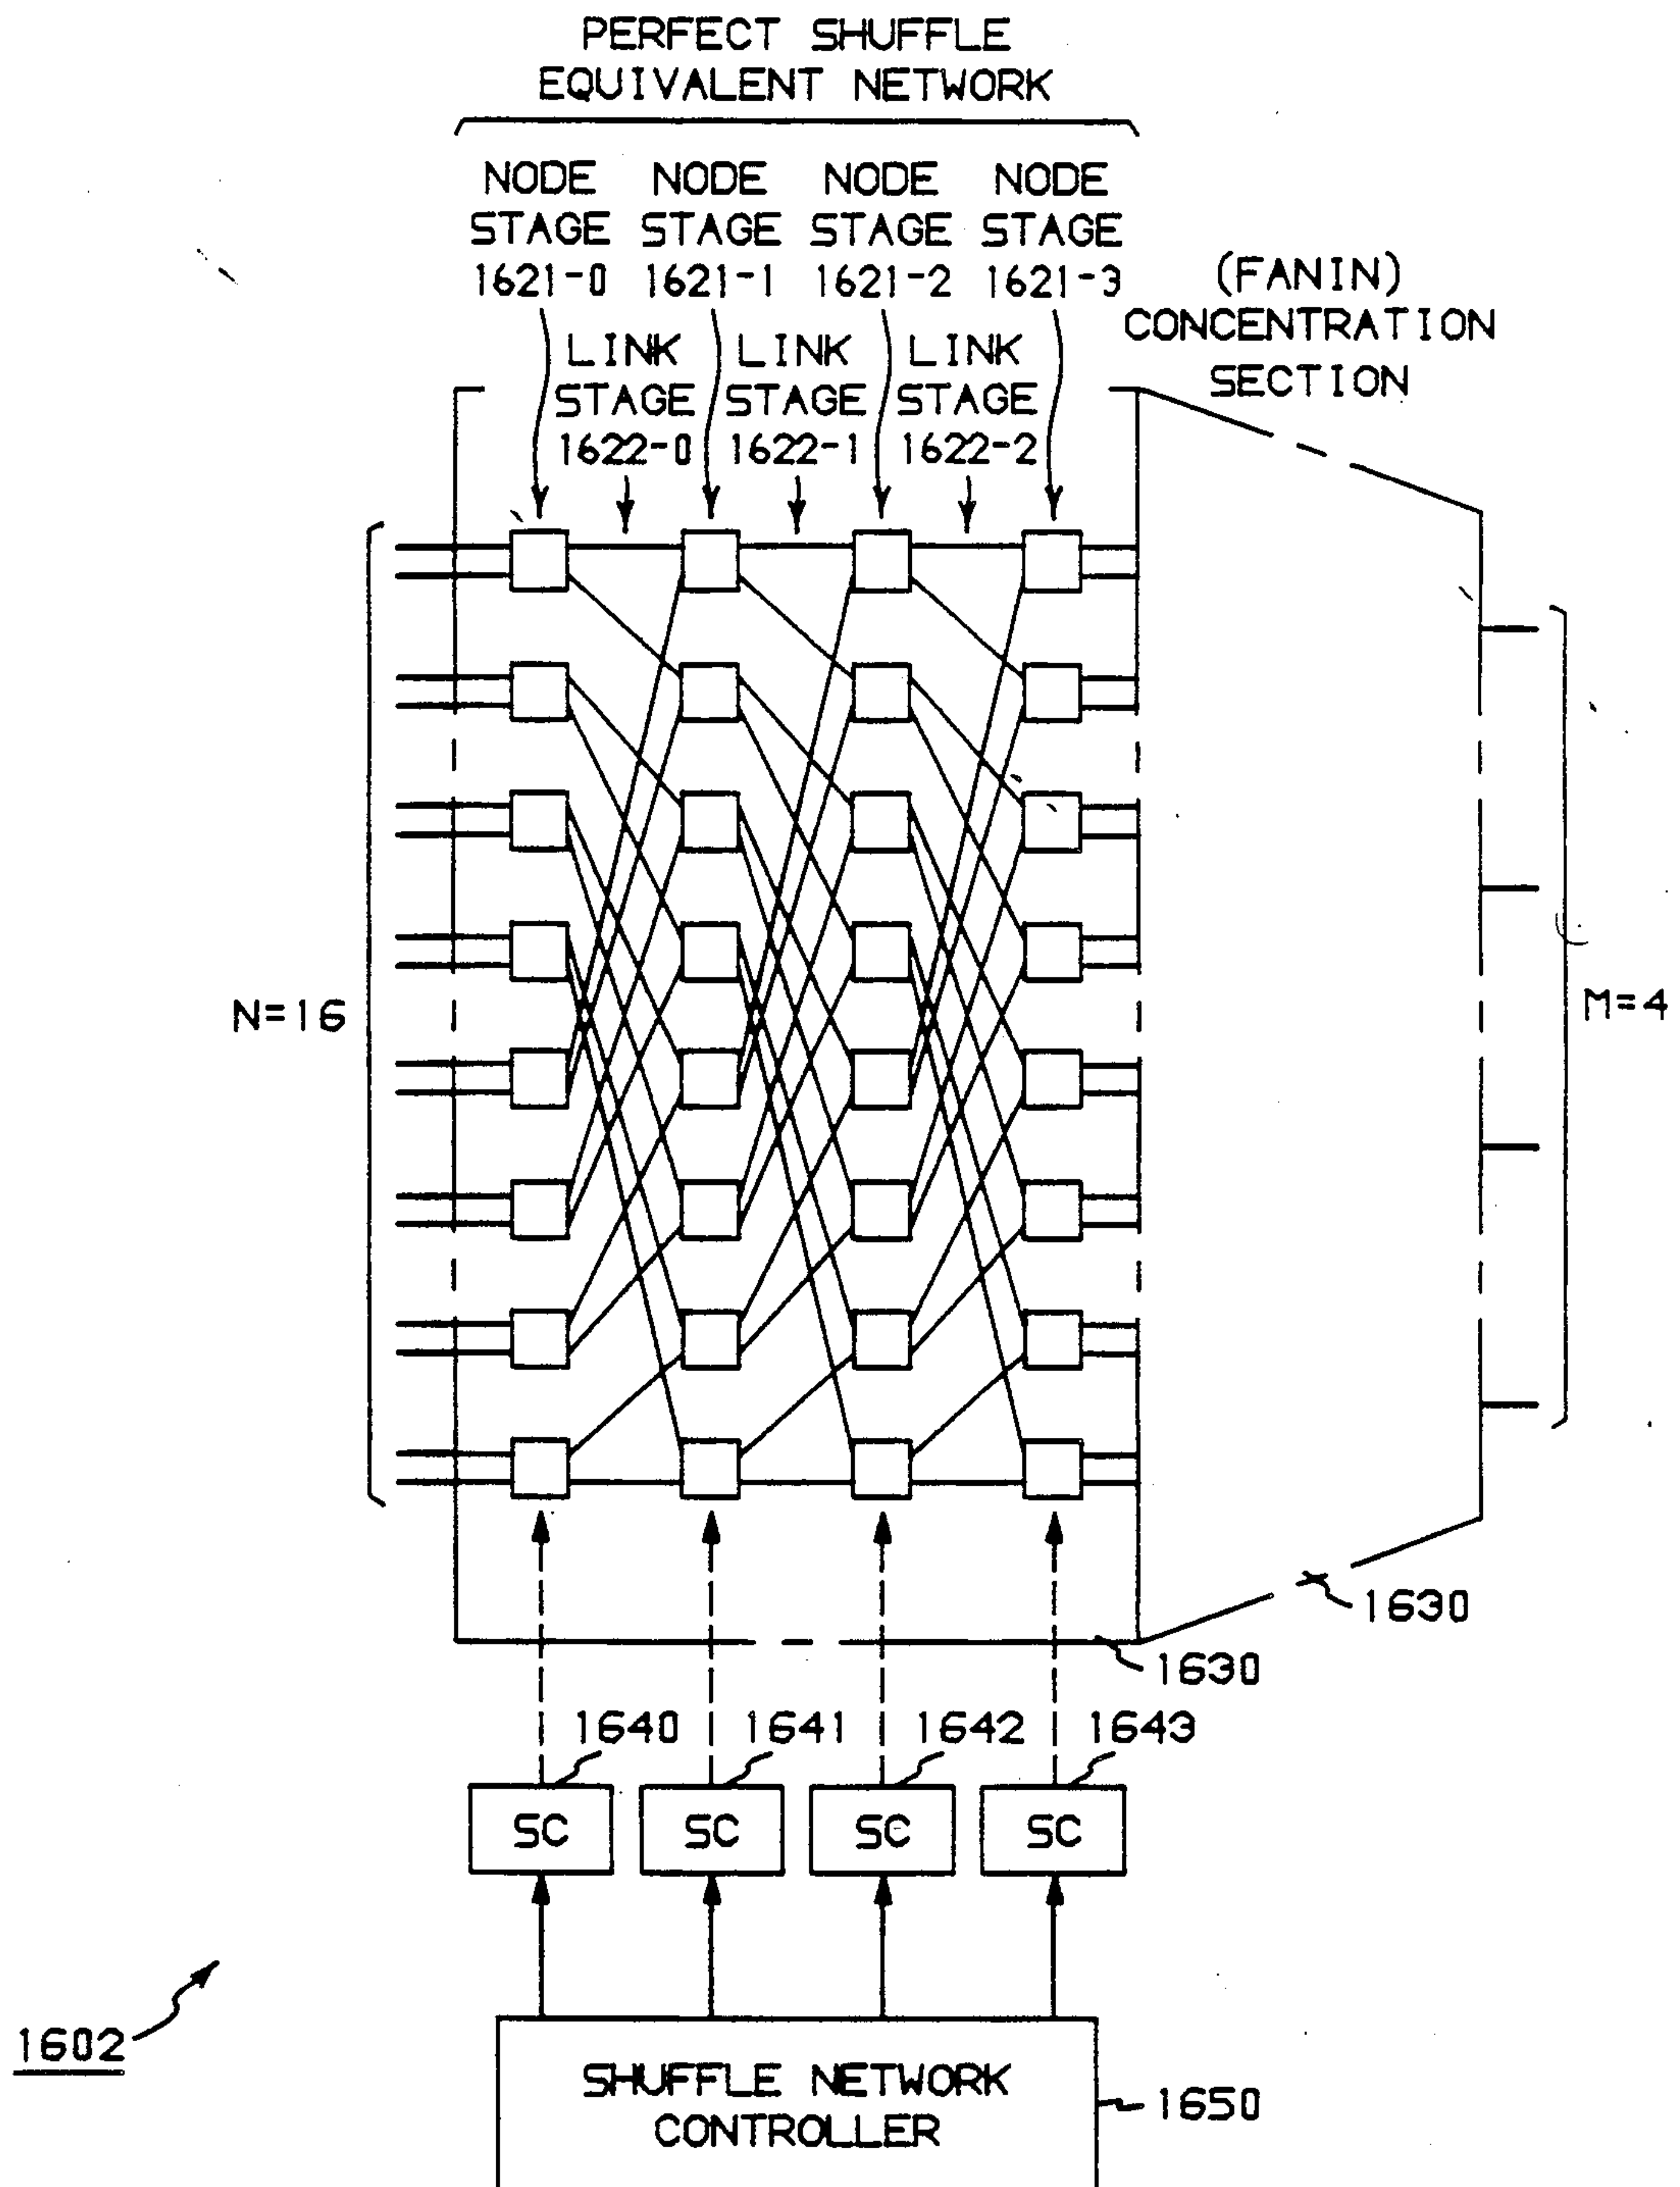 PERFECT SHUFFLE
EQUIVALENT NETWORK
NODE NODE NODE NODE
STAGE STAGE STAGE STAGE
1621-0 1621-1 1621-2 1621-3
(FANIN)
CONCENTRATION
SECTION
LINK LINK LINK
STAGE STAGE STAGE
1622-0 1622-1 1622-2
N=16
M=4
1630
1630
1640 1641 1642 1643
SC SC SC SC
1602
SHUFFLE NETWORK
CONTROLLER
1650